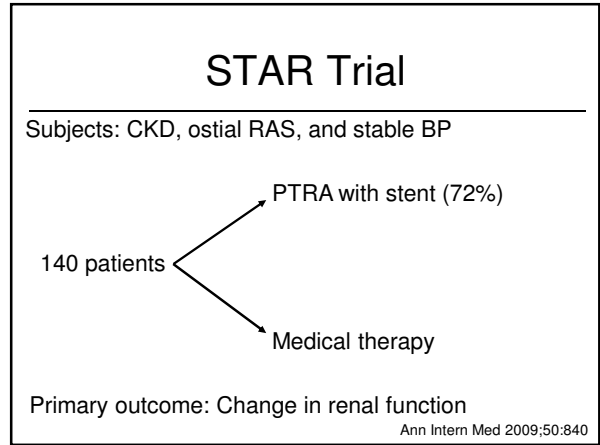 STAR Trial
Subjects: CKD, ostial RAS, and stable BP
PTRA with stent (72%)
140 patients
Medical therapy
Primary outcome: Change in renal function
Ann Intern Med 2009;50:840